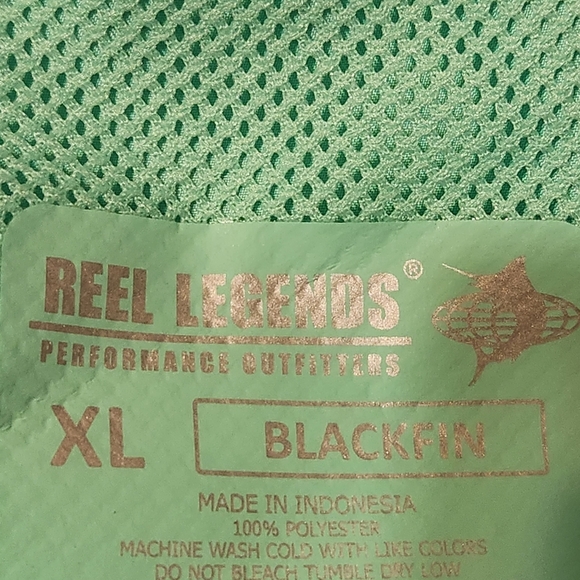 REEL LEGENDS®
PERFORMANCE OUTFITTERS
XL BLACKFIN
MADE IN INDONESIA
100% POLYESTER
MACHINE WASH COLD WITH LIKE COLORS
DO NOT BLEACH TUMBLE DRY LOW